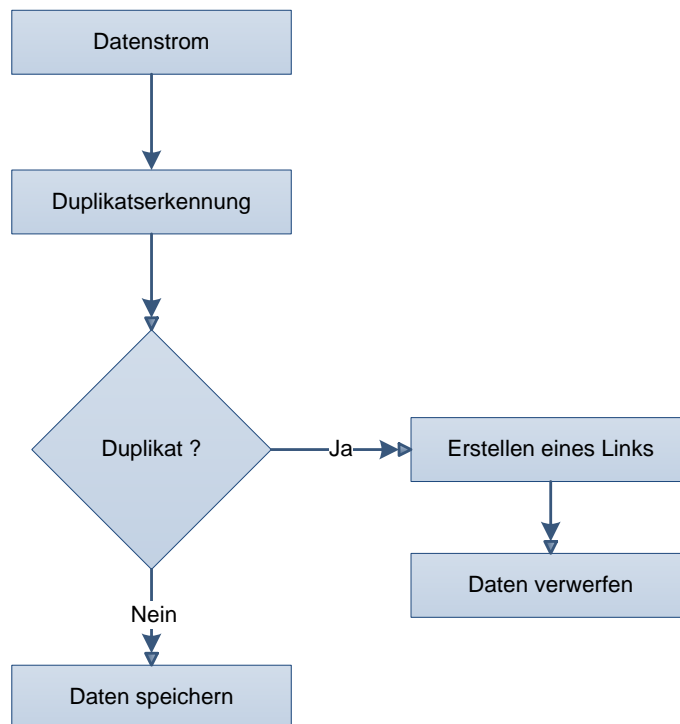 Datenstrom
Duplikatserkennung
Duplikat ?
Ja
Erstellen eines Links
Daten verwerfen
Nein
Daten speichern